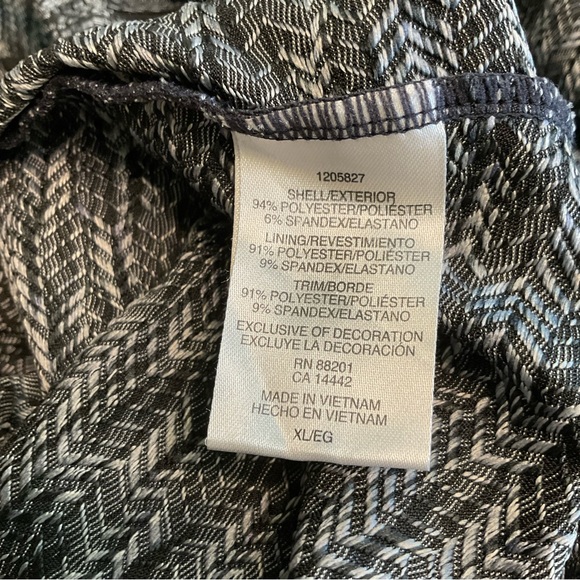 1205827
SHELL/EXTERIOR
94% POLYESTER/POLIÉSTER
6% SPANDEX/ELASTANO
LINING/REVESTIMIENTO
91% POLYESTER/POLIÉSTER
9% SPANDEX/ELASTANO
TRIM/BORDE
91% POLYESTER/POLIÉSTER
9% SPANDEX/ELASTANO
EXCLUSIVE OF DECORATION
EXCLUYE LA DECORACIÓN
RN 88201
CA 14442
MADE IN VIETNAM
HECHO EN VIETNAM
XL/EG